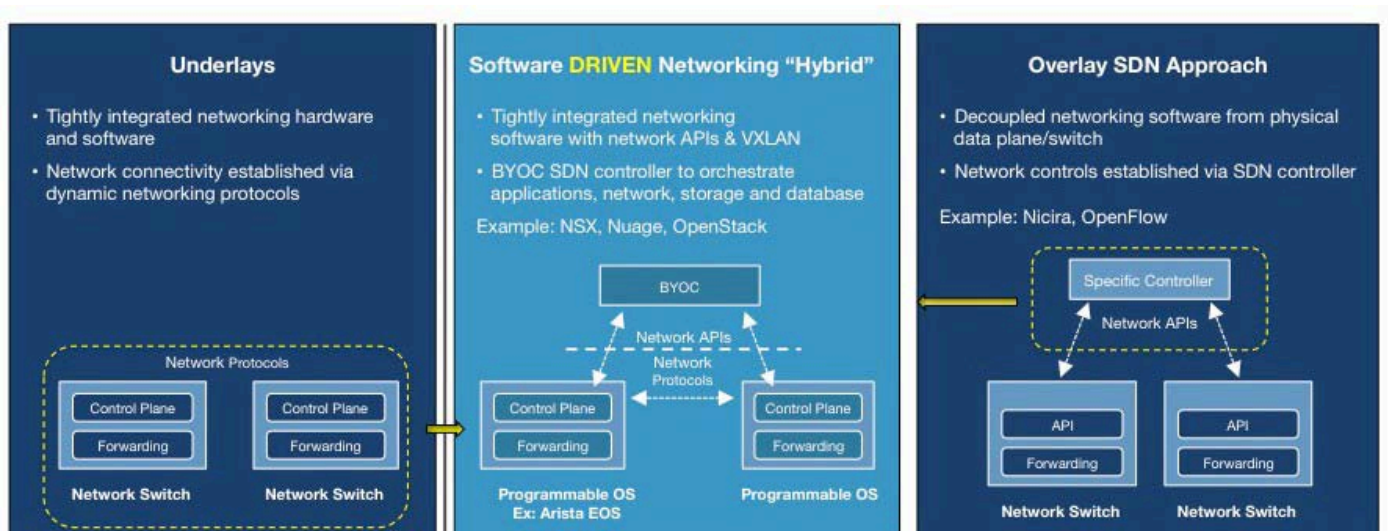 Underlays
• Tightly integrated networking hardware
and software
• Network connectivity established via
dynamic networking protocols
Network Protocols
Control Plane
Forwarding
Network Switch
Control Plane
Forwarding
Network Switch
Software DRIVEN Networking “Hybrid”
• Tightly integrated networking
software with network APIs & VXLAN
• BYOC SDN controller to orchestrate
applications, network, storage and database
Example: NSX, Nuage, OpenStack
BYOC
Network APIs
Network
Protocols
Control Plane
Forwarding
Programmable OS
Ex: Arista EOS
Control Plane
Forwarding
Programmable OS
Overlay SDN Approach
• Decoupled networking software from physical
data plane/switch
• Network controls established via SDN controller
Example: Nicira, OpenFlow
Specific Controller
Network APIs
API
Forwarding
Network Switch
API
Forwarding
Network Switch